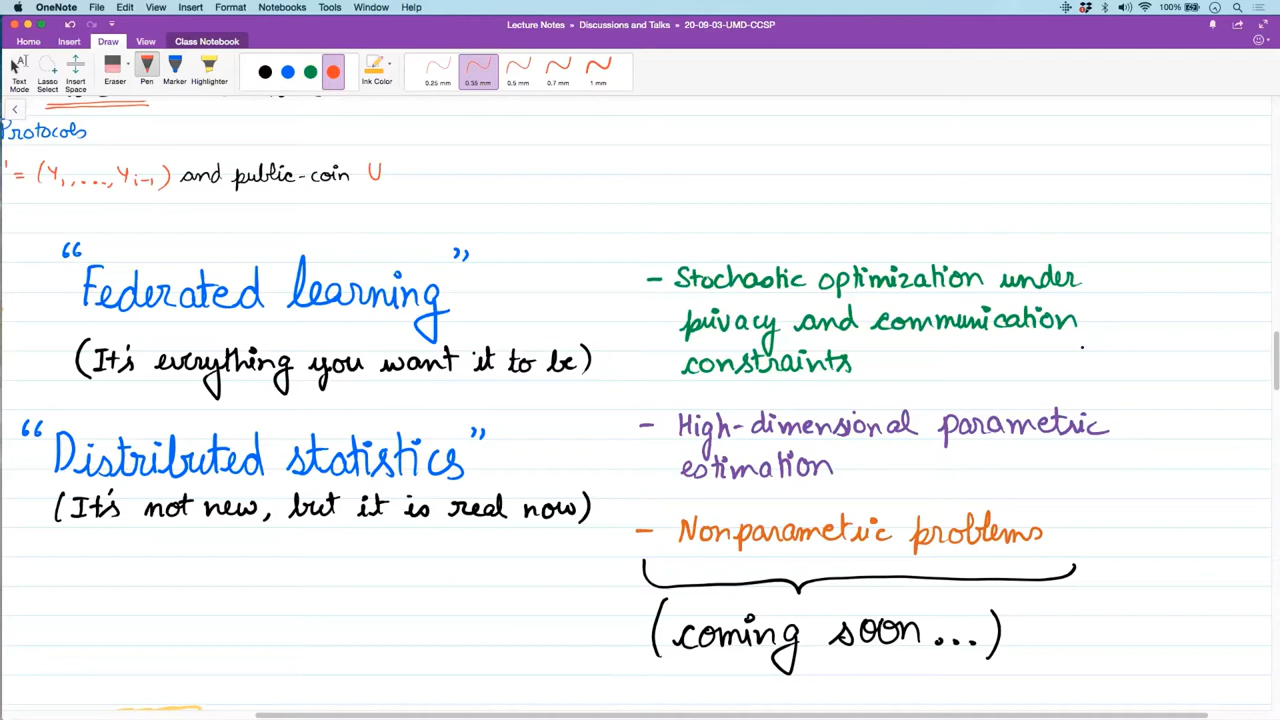 OneNote File Edit View Insert Format Notebooks Tools Window Help 100%
Lecture Notes » Discussions and Talks » 20-09-03-UMD-CCSP
Home Insert Draw View Class Notebook
Text Mode Lasso Select Insert Space Eraser Pen Marker Highlighter Ink Color 0.25 mm 0.35 mm 0.5 mm 0.7 mm 1 mm
Protocols
= (Y1, ..., Yi-1) and public-coin U
"Federated learning"
(It's everything you want it to be)
"Distributed statistics"
(It's not new, but it is real now)
- Stochastic optimization under
privacy and communication
constraints
- High-dimensional parametric
estimation
- Nonparametric problems
(coming soon...)